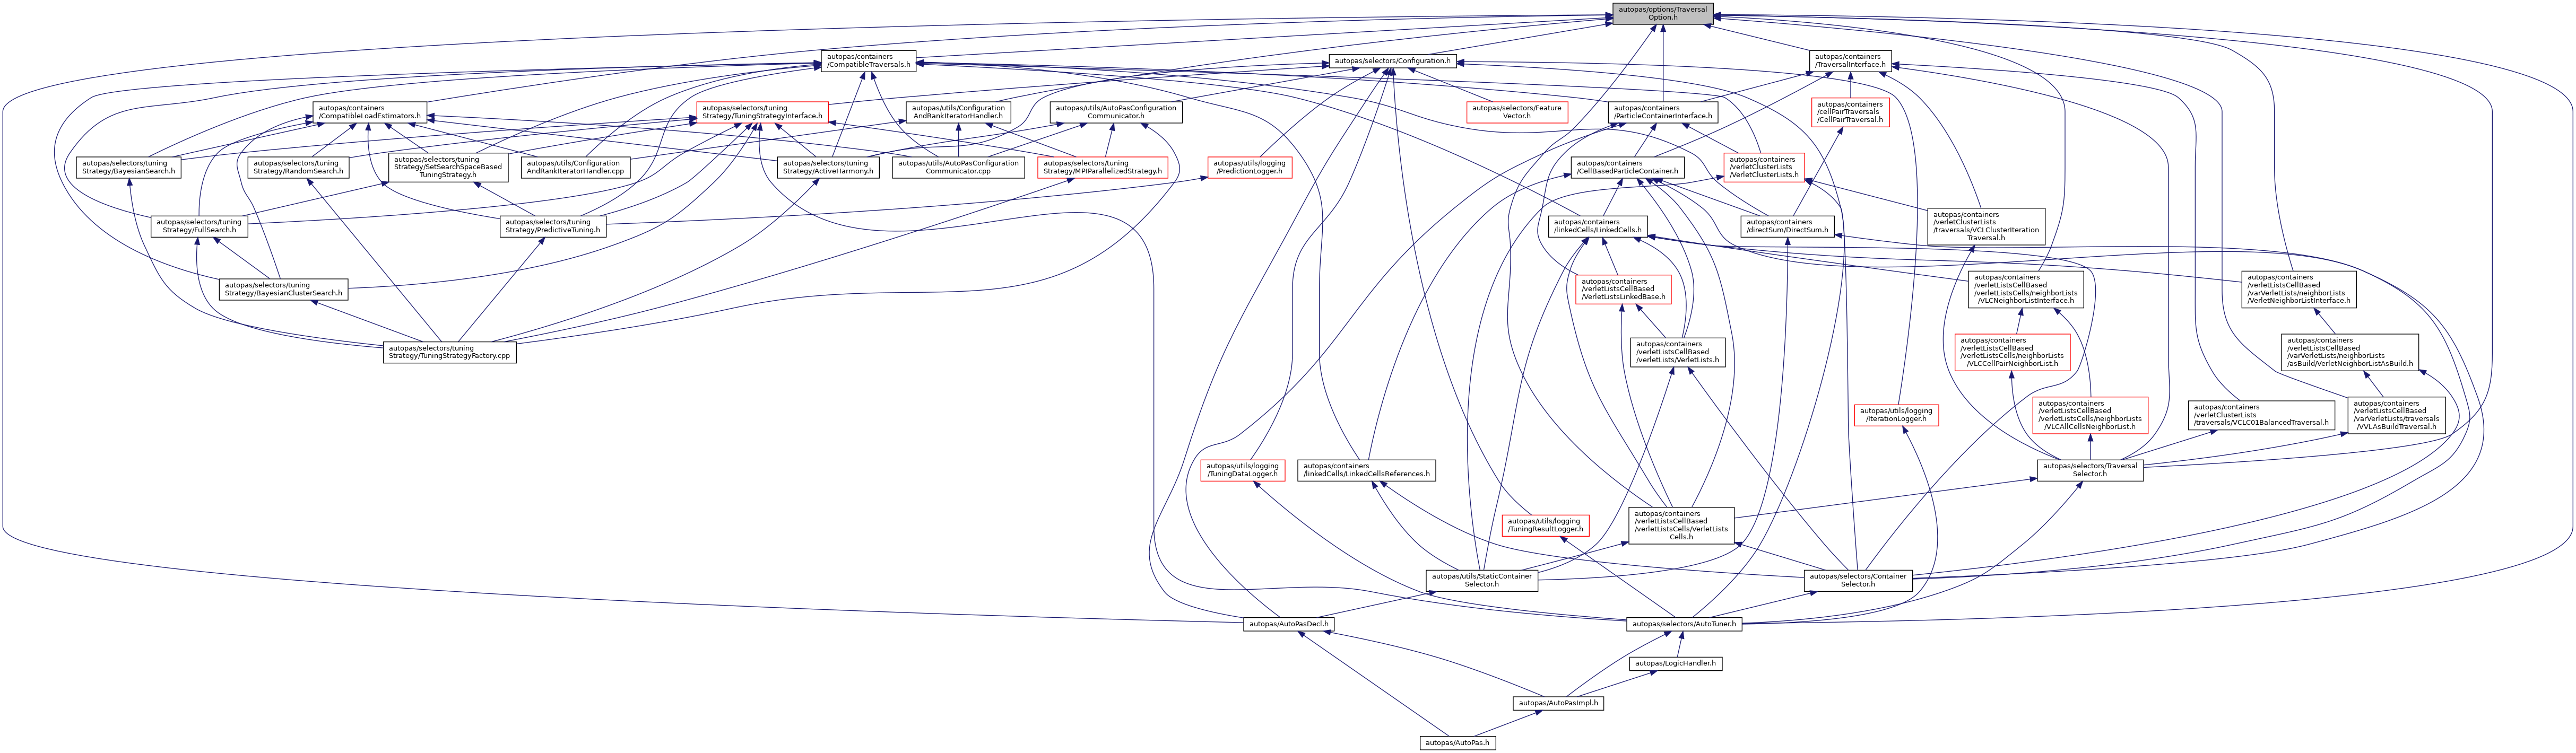 autopas/options/Traversal
Option.h
autopas/containers
/CompatibleTraversals.h
autopas/selectors/Configuration.h
autopas/containers
/TraversalInterface.h
autopas/containers
/CompatibleLoadEstimators.h
autopas/selectors/tuning
Strategy/TuningStrategyInterface.h
autopas/utils/Configuration
AndRankIteratorHandler.h
autopas/utils/AutoPasConfiguration
Communicator.h
autopas/selectors/Feature
Vector.h
autopas/containers
/ParticleContainerInterface.h
autopas/containers
/cellPairTraversals
/CellPairTraversal.h
autopas/selectors/tuning
Strategy/BayesianSearch.h
autopas/selectors/tuning
Strategy/RandomSearch.h
autopas/selectors/tuning
Strategy/SetSearchSpaceBased
TuningStrategy.h
autopas/utils/Configuration
AndRankIteratorHandler.cpp
autopas/selectors/tuning
Strategy/ActiveHarmony.h
autopas/utils/AutoPasConfiguration
Communicator.cpp
autopas/selectors/tuning
Strategy/MPIParallelizedStrategy.h
autopas/utils/logging
/PredictionLogger.h
autopas/containers
/CellBasedParticleContainer.h
autopas/containers
/verletClusterLists
/VerletClusterLists.h
autopas/selectors/tuning
Strategy/FullSearch.h
autopas/selectors/tuning
Strategy/PredictiveTuning.h
autopas/containers
/linkedCells/LinkedCells.h
autopas/containers
/directSum/DirectSum.h
autopas/containers
/verletClusterLists
/traversals/VCLClusterIteration
Traversal.h
autopas/selectors/tuning
Strategy/BayesianClusterSearch.h
autopas/containers
/verletListsCellBased
/VerletListsLinkedBase.h
autopas/containers
/verletListsCellBased
/verletListsCells/neighborLists
/VLCNeighborListInterface.h
autopas/containers
/verletListsCellBased
/varVerletLists/neighborLists
/VerletNeighborListInterface.h
autopas/selectors/tuning
Strategy/TuningStrategyFactory.cpp
autopas/containers
/verletListsCellBased
/verletLists/VerletLists.h
autopas/containers
/verletListsCellBased
/verletListsCells/neighborLists
/VLCCellPairNeighborList.h
autopas/containers
/verletListsCellBased
/varVerletLists/neighborLists
/asBuild/VerletNeighborListAsBuild.h
autopas/utils/logging
/IterationLogger.h
autopas/containers
/verletListsCellBased
/verletListsCells/neighborLists
/VLCAllCellsNeighborList.h
autopas/containers
/verletClusterLists
/traversals/VCLC01BalancedTraversal.h
autopas/containers
/verletListsCellBased
/varVerletLists/traversals
/VVLAsBuildTraversal.h
autopas/utils/logging
/TuningDataLogger.h
autopas/containers
/linkedCells/LinkedCellsReferences.h
autopas/selectors/Traversal
Selector.h
autopas/utils/logging
/TuningResultLogger.h
autopas/containers
/verletListsCellBased
/verletListsCells/VerletLists
Cells.h
autopas/utils/StaticContainer
Selector.h
autopas/selectors/Container
Selector.h
autopas/AutoPasDecl.h
autopas/selectors/AutoTuner.h
autopas/LogicHandler.h
autopas/AutoPasImpl.h
autopas/AutoPas.h